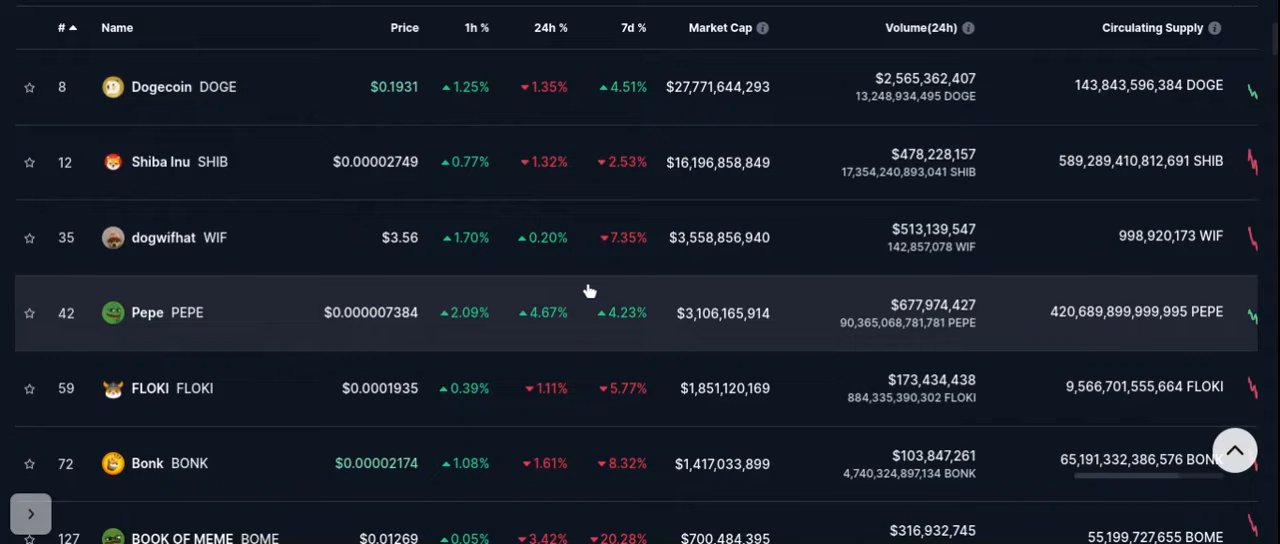 # Name Price 1h % 24h % 7d % Market Cap Volume(24h) Circulating Supply
8 Dogecoin DOGE $0.1931 1.25% 1.35% 4.51% $27,771,644,293 $2,565,362,407 143,843,596,384 DOGE
13,248,934,495 DOGE
12 Shiba Inu SHIB $0.00002749 0.77% 1.32% 2.53% $16,196,858,849 $478,228,157 589,289,410,812,691 SHIB
17,354,240,893,041 SHIB
35 dogwifhat WIF $3.56 1.70% 0.20% 7.35% $3,558,856,940 $513,139,547 998,920,173 WIF
142,857,078 WIF
42 Pepe PEPE $0.000007384 2.09% 4.67% 4.23% $3,106,165,914 $677,974,427 420,689,899,999,995 PEPE
90,365,068,781,781 PEPE
59 FLOKI FLOKI $0.0001935 0.39% 1.11% 5.77% $1,851,120,169 $173,434,438 9,566,701,555,664 FLOKI
884,335,390,302 FLOKI
72 Bonk BONK $0.00002174 1.08% 1.61% 8.32% $1,417,033,899 $103,847,261 65,191,332,386,576 BONK
4,740,324,897,134 BONK
127 BOOK OF MEME BOME $0.01269 0.05% 3.42% 20.28% $700,484,395 $316,932,745 55,199,727,655 BOME